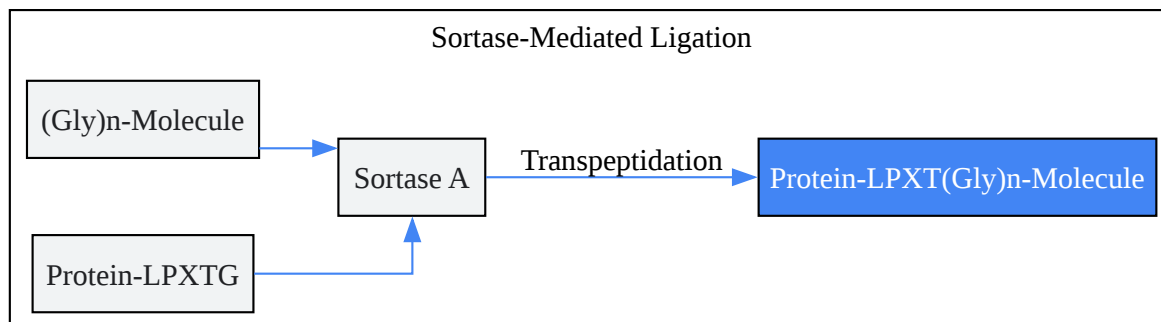 Sortase-Mediated Ligation
(Gly)n-Molecule
Sortase A
Transpeptidation
Protein-LPXT(Gly)n-Molecule
Protein-LPXTG